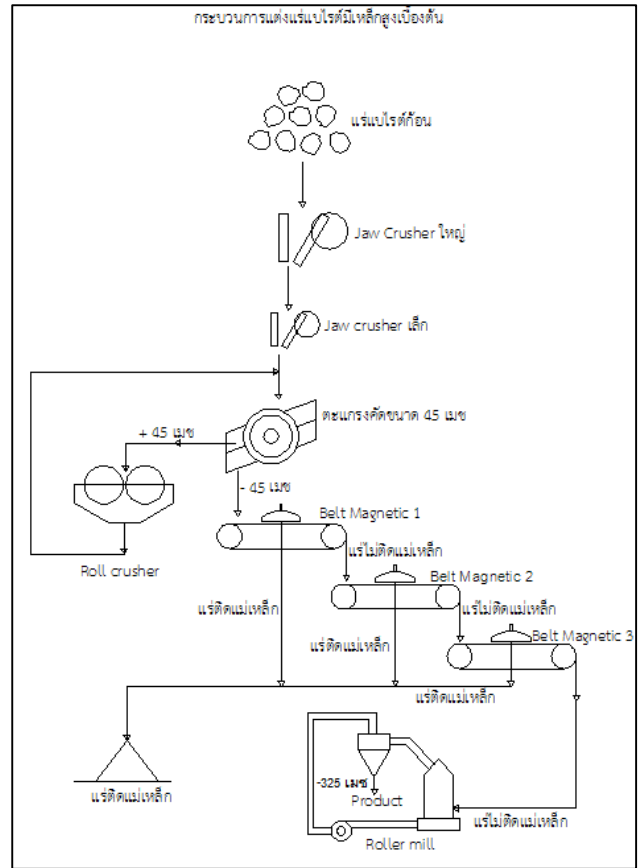 กระบวนการแต่งแร่แบไรต์มีเหล็กสูงเบื้องต้น
แร่แบไรต์ก้อน
Jaw Crusher ใหญ่
Jaw crusher เล็ก
ตะแกรงคัดขนาด 45 เมช
+ 45 เมช
- 45 เมช
Belt Magnetic 1
Roll crusher
แร่ไม่ติดแม่เหล็ก
Belt Magnetic 2
แร่ติดแม่เหล็ก
แร่ไม่ติดแม่เหล็ก
Belt Magnetic 3
แร่ติดแม่เหล็ก
แร่ติดแม่เหล็ก
-325 เมช
Product
แร่ติดแม่เหล็ก
แร่ไม่ติดแม่เหล็ก
Roller mill